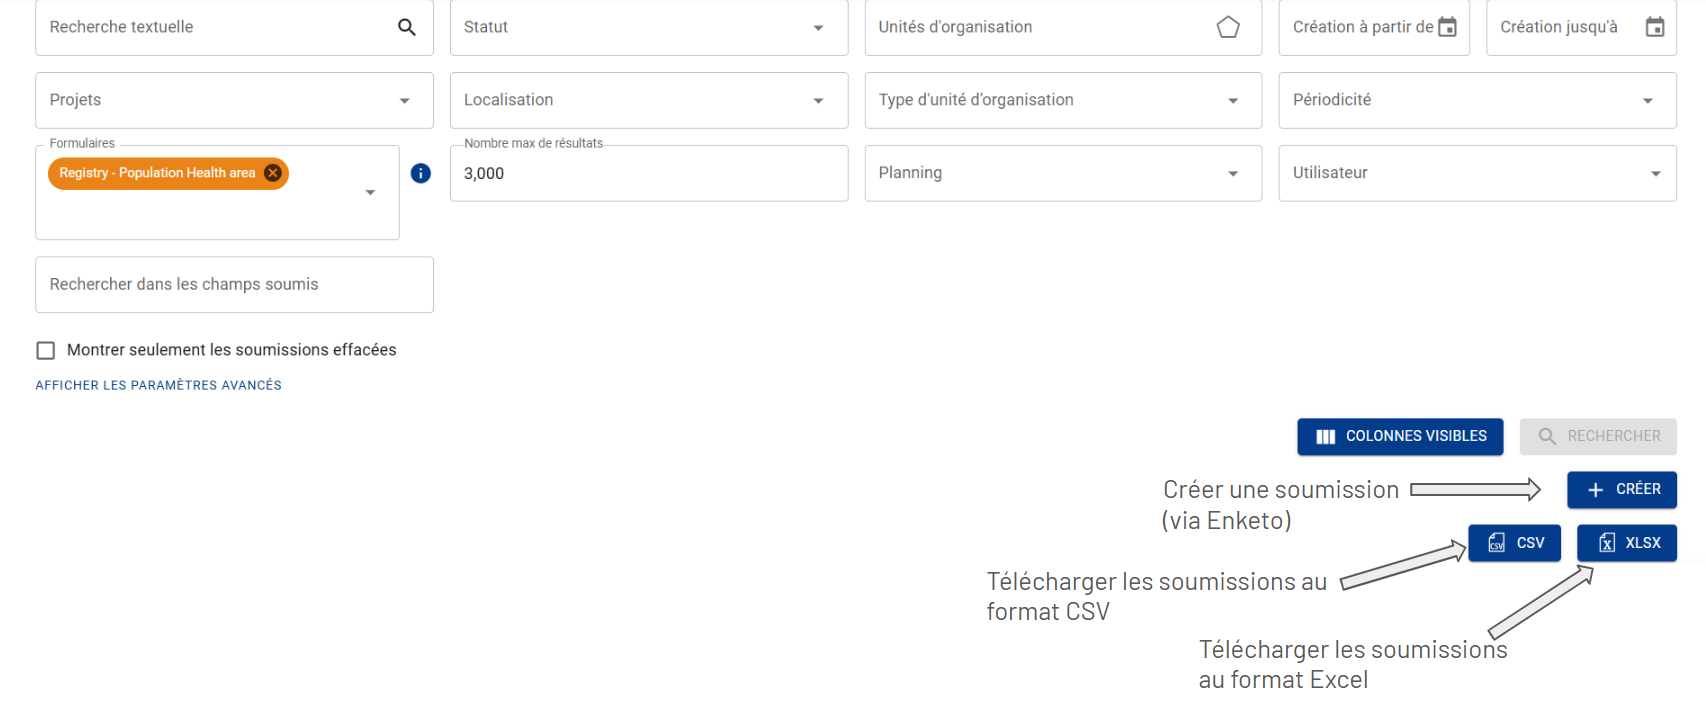 Recherche textuelle
Statut
Unités d'organisation
Création à partir de
Création jusqu'à
Projets
Localisation
Type d'unité d'organisation
Périodicité
Formulaires
Registry - Population Health area
Nombre max de résultats
3,000
Planning
Utilisateur
Rechercher dans les champs soumis
Montrer seulement les soumissions effacées
AFFICHER LES PARAMÈTRES AVANCÉS
COLONNES VISIBLES
RECHERCHER
Créer une soumission
(via Enketo)
CRÉER
CSV CSV
X XLSX
Télécharger les soumissions au
format CSV
Télécharger les soumissions
au format Excel